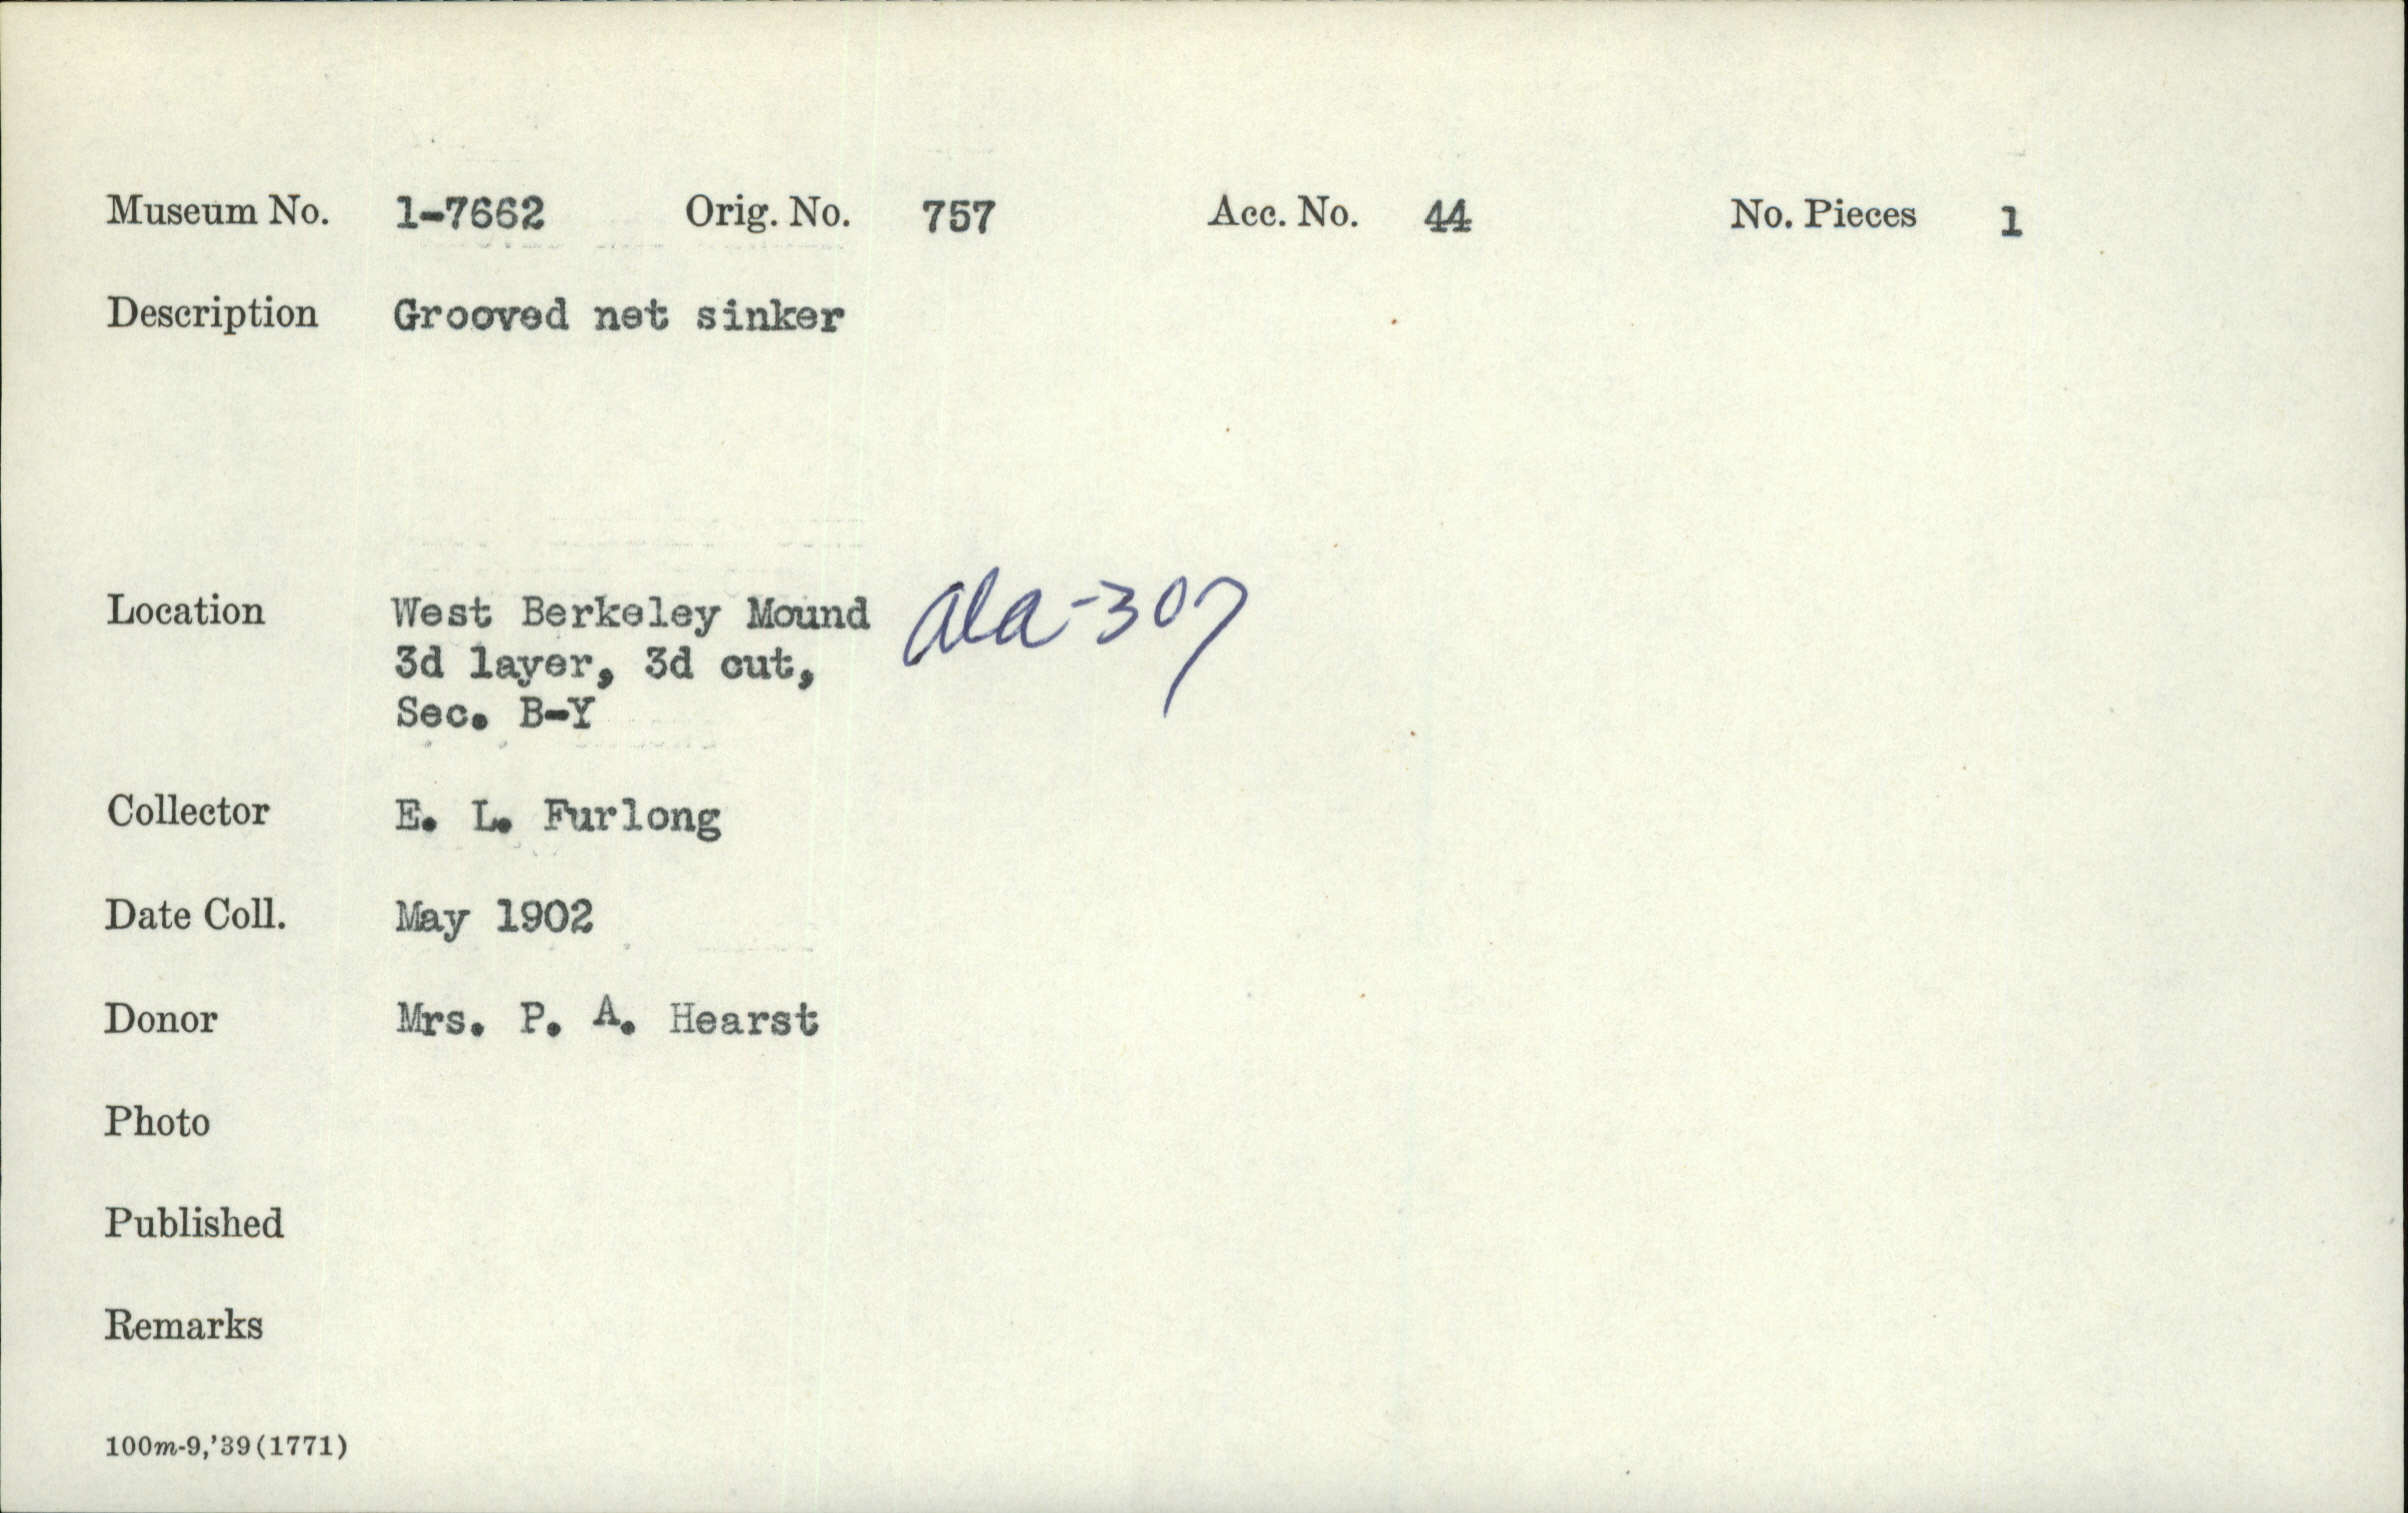 Museum No. 1-7662 Orig. No. 757 Acc. No. 44 No. Pieces 1
Description Grooved net sinker
Location West Berkeley Mound Ala-307
3d layer, 3d cut,
Sec. B-Y
Collector E. L. Furlong
Date Coll. May 1902
Donor Mrs. P. A. Hearst
Photo
Published
Remarks
100m-9,'39(1771)